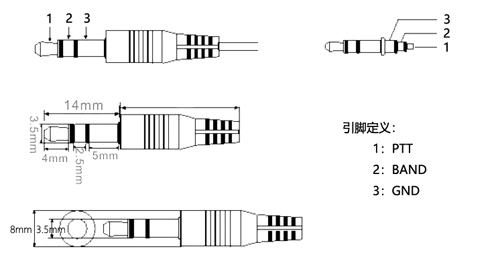 1 2 3
3
2
1
14mm
3.5mm
2.5mm
4mm
5mm
引脚定义：
1：PTT
2：BAND
3：GND
8mm 3.5mm